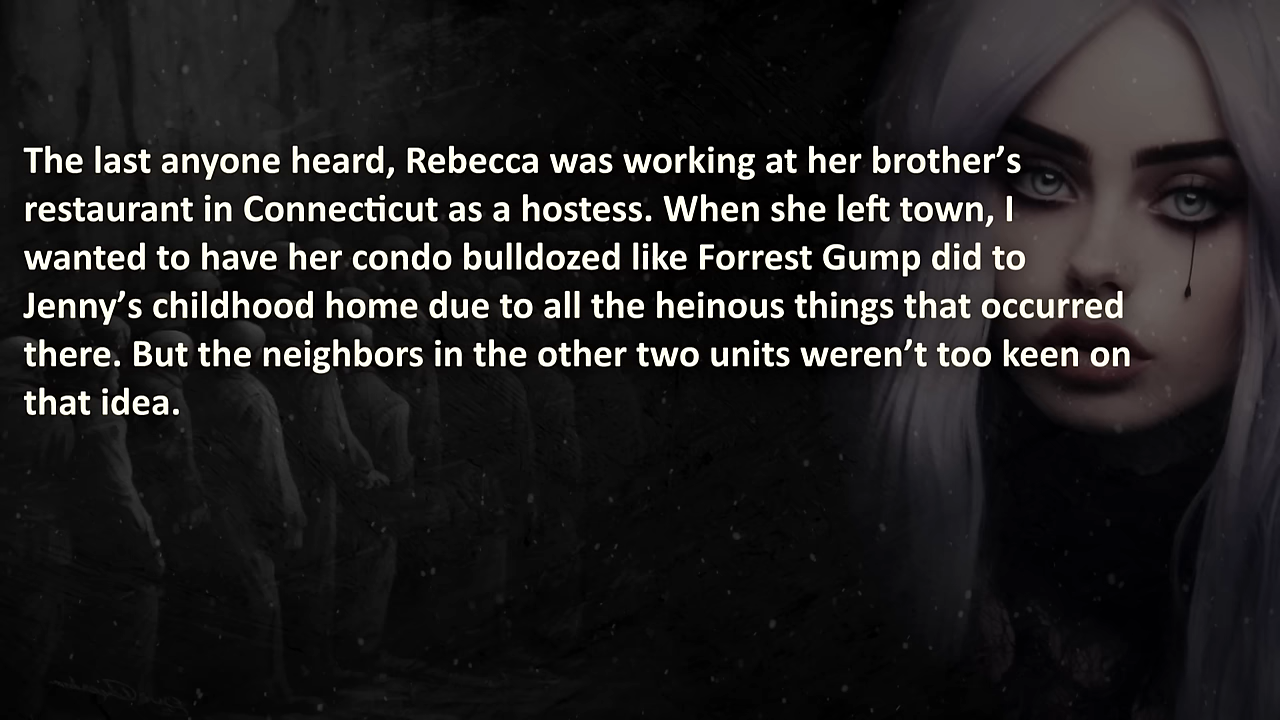 The last anyone heard, Rebecca was working at her brother’s
restaurant in Connecticut as a hostess. When she left town, I
wanted to have her condo bulldozed like Forrest Gump did to
Jenny’s childhood home due to all the heinous things that occurred
there. But the neighbors in the other two units weren’t too keen on
that idea.